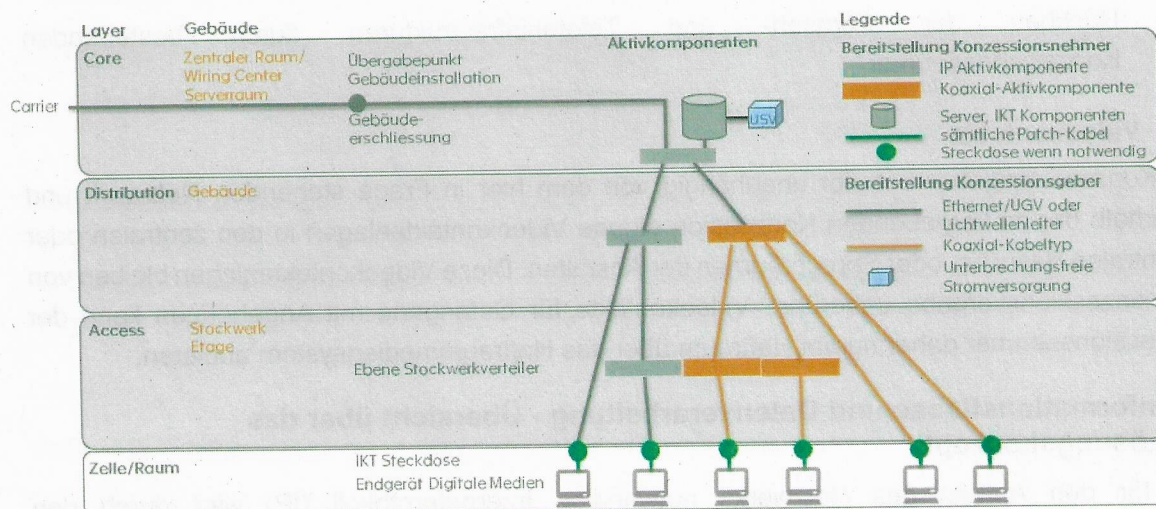 Layer Gebäude
Core
Zentraler Raum/
Wiring Center
Serverraum
Übergabepunkt
Gebäudeinstallation
Aktivkomponenten
Carrier
Gebäude-
erschliessung
USV
Legende
Bereitstellung Konzessionsnehmer
IP Aktivkomponente
Koaxial-Aktivkomponente
Server, IKT Komponenten
sämtliche Patch-Kabel
Steckdose wenn notwendig
Distribution Gebäude
Bereitstellung Konzessionsgeber
Ethernet/UGV oder
Lichtwellenleiter
Koaxial-Kabeltyp
Unterbrechungsfreie
Stromversorgung
Access
Stockwerk
Etage
Ebene Stockwerkverteiler
Zelle/Raum
IKT Steckdose
Endgerät Digitale Medien